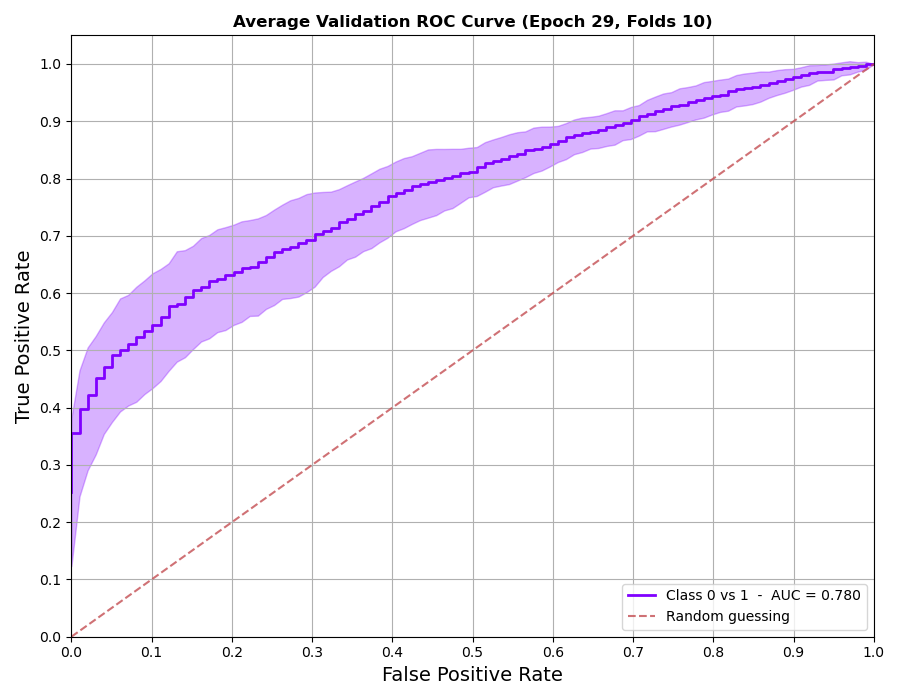 Average Validation ROC Curve (Epoch 29, Folds 10)
True Positive Rate
1.0
0.9
0.8
0.7
0.6
0.5
0.4
0.3
0.2
0.1
0.0
Class 0 vs 1 - AUC = 0.780
Random guessing
0.0 0.1 0.2 0.3 0.4 0.5 0.6 0.7 0.8 0.9 1.0
False Positive Rate